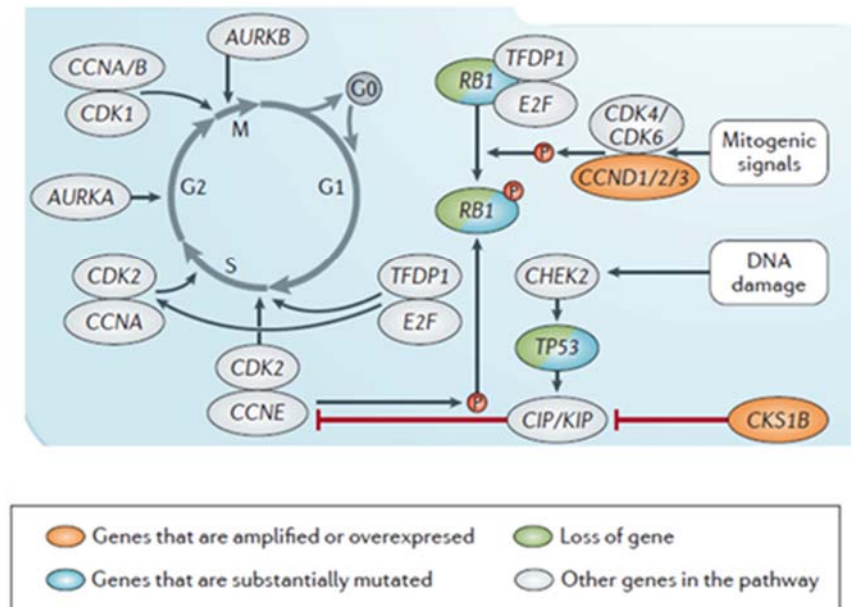 AURKB
CCNA/B
CDK1
M
G0
G1
G2
S
AURKA
CDK2
CCNA
TFDP1
E2F
CDK2
CCNE
RB1
TFDP1
E2F
CDK4/
CDK6
CCND1/2/3
Mitogenic
signals
P
RB1
P
CHEK2
DNA
damage
TP53
P
CIP/KIP
CKS1B
Genes that are amplified or overexpresed
Loss of gene
Genes that are substantially mutated
Other genes in the pathway